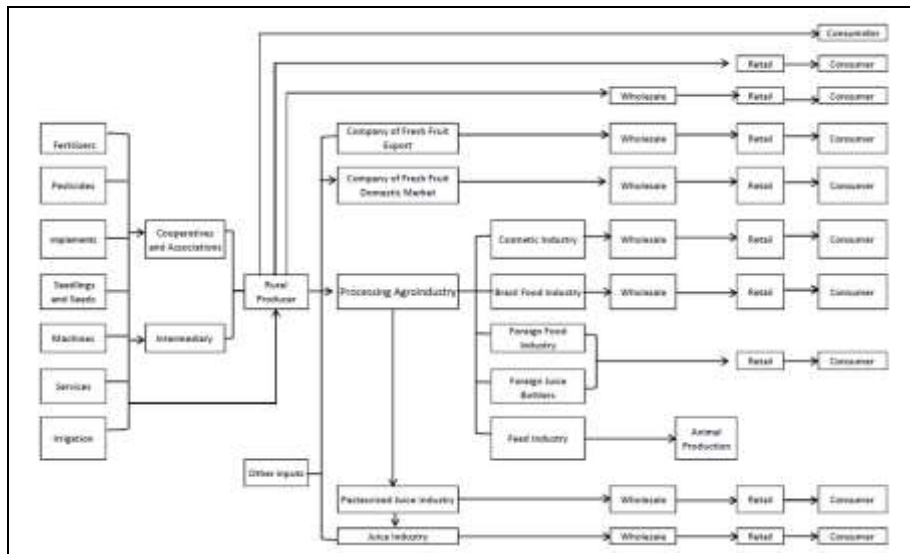 Consumer
Retail
Consumer
Wholesale
Retail
Consumer
Fertilizers
Company of Fresh Fruit
Export
Wholesale
Retail
Consumer
Pesticides
Company of Fresh Fruit
Domestic Market
Wholesale
Retail
Consumer
Implements
Cooperatives
and Associations
Cosmetic Industry
Wholesale
Retail
Consumer
Seedlings
and Seeds
Rural
Producer
Processing Agroindustry
Brasil Food Industry
Wholesale
Retail
Consumer
Machines
Intermediary
Foreign Food
Industry
Retail
Consumer
Services
Foreign Juice
Bottlers
Irrigation
Feed Industry
Animal
Production
Other inputs
Pasteurized Juice Industry
Wholesale
Retail
Consumer
Juice Industry
Wholesale
Retail
Consumer